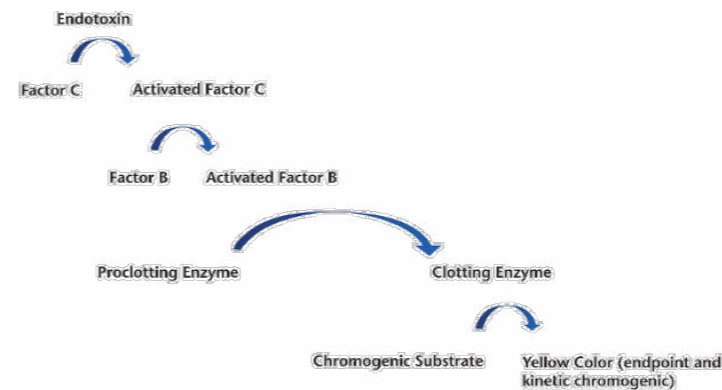 Endotoxin
Factor C Activated Factor C
Factor B Activated Factor B
Proclotting Enzyme Clotting Enzyme
Chromogenic Substrate Yellow Color (endpoint and
kinetic chromogenic)